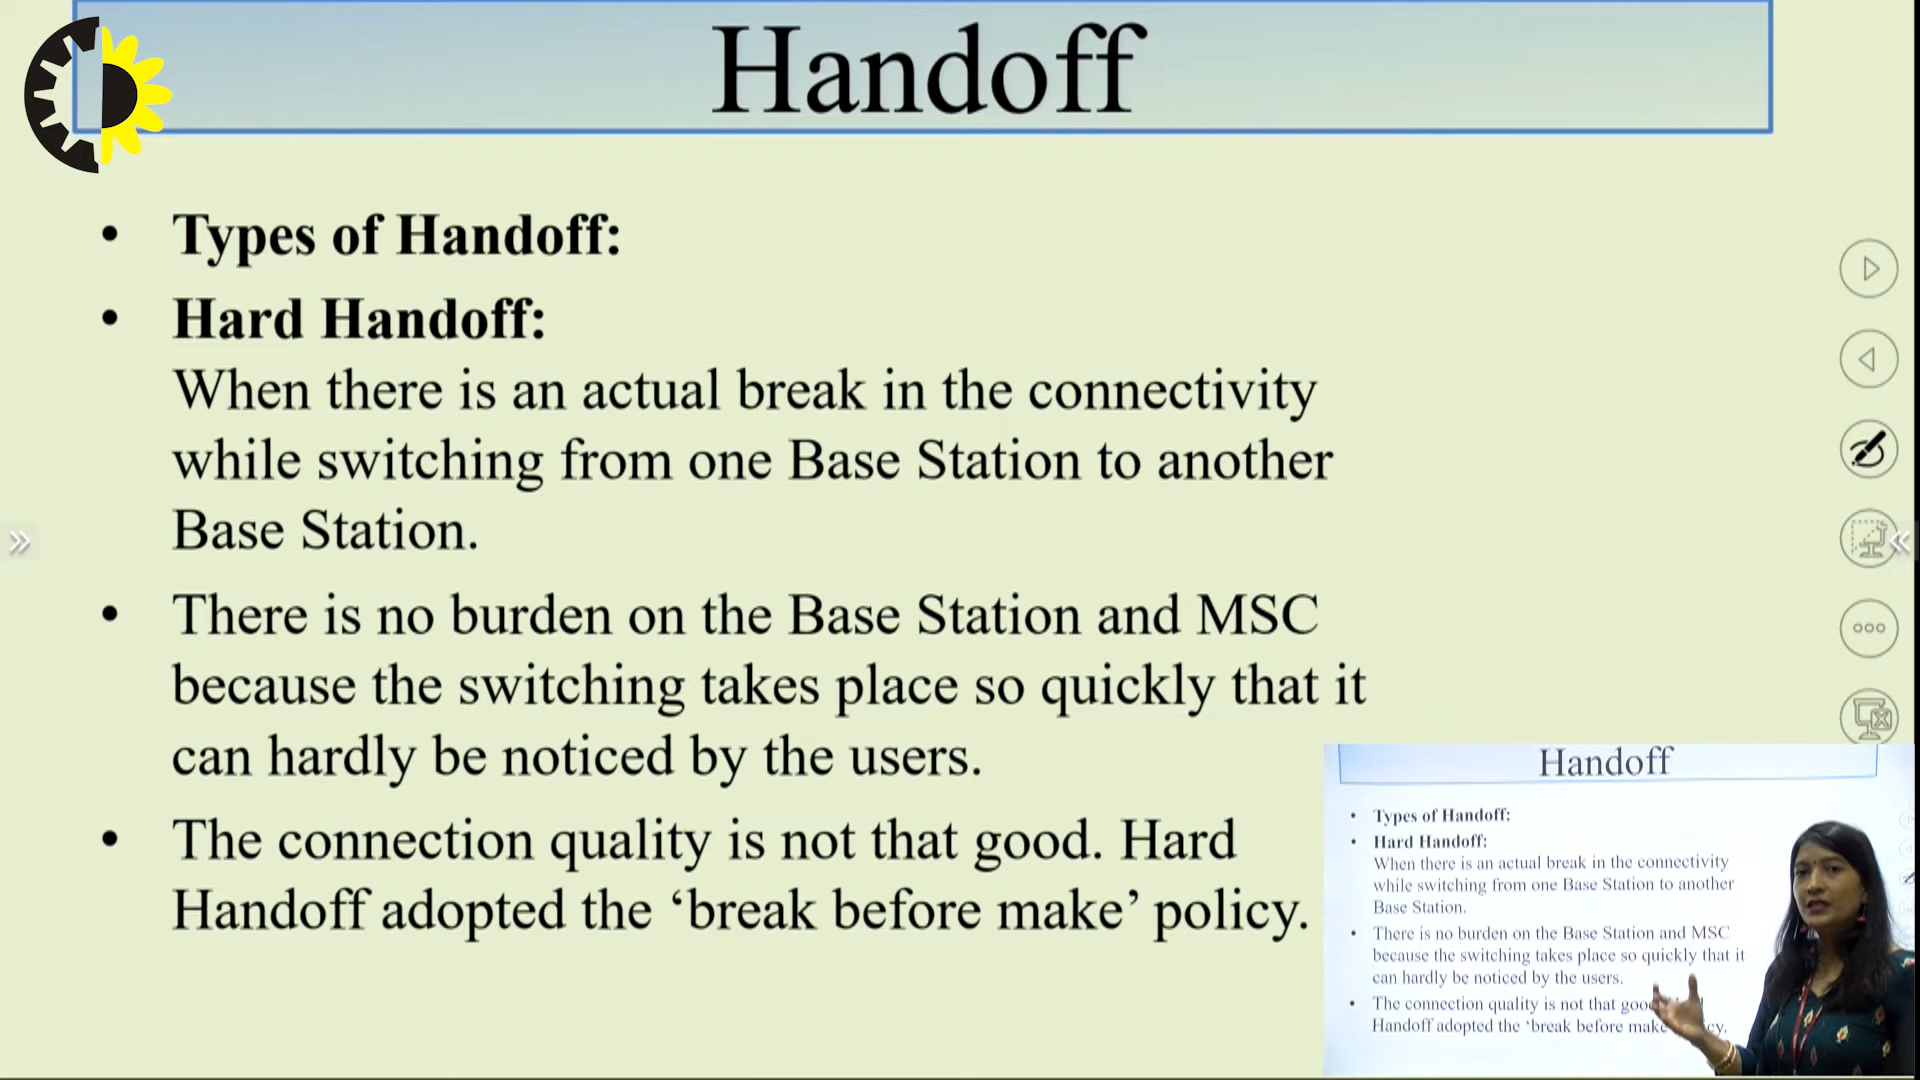 Handoff
• Types of Handoff:
• Hard Handoff:
When there is an actual break in the connectivity
while switching from one Base Station to another
Base Station.
• There is no burden on the Base Station and MSC
because the switching takes place so quickly that it
can hardly be noticed by the users.
• The connection quality is not that good. Hard
Handoff adopted the ‘break before make’ policy.
Handoff
• Types of Handoff:
• Hard Handoff:
When there is an actual break in the connectivity
while switching from one Base Station to another
Base Station.
• There is no burden on the Base Station and MSC
because the switching takes place so quickly that it
can hardly be noticed by the users.
• The connection quality is not that good
Handoff adopted the ‘break before make